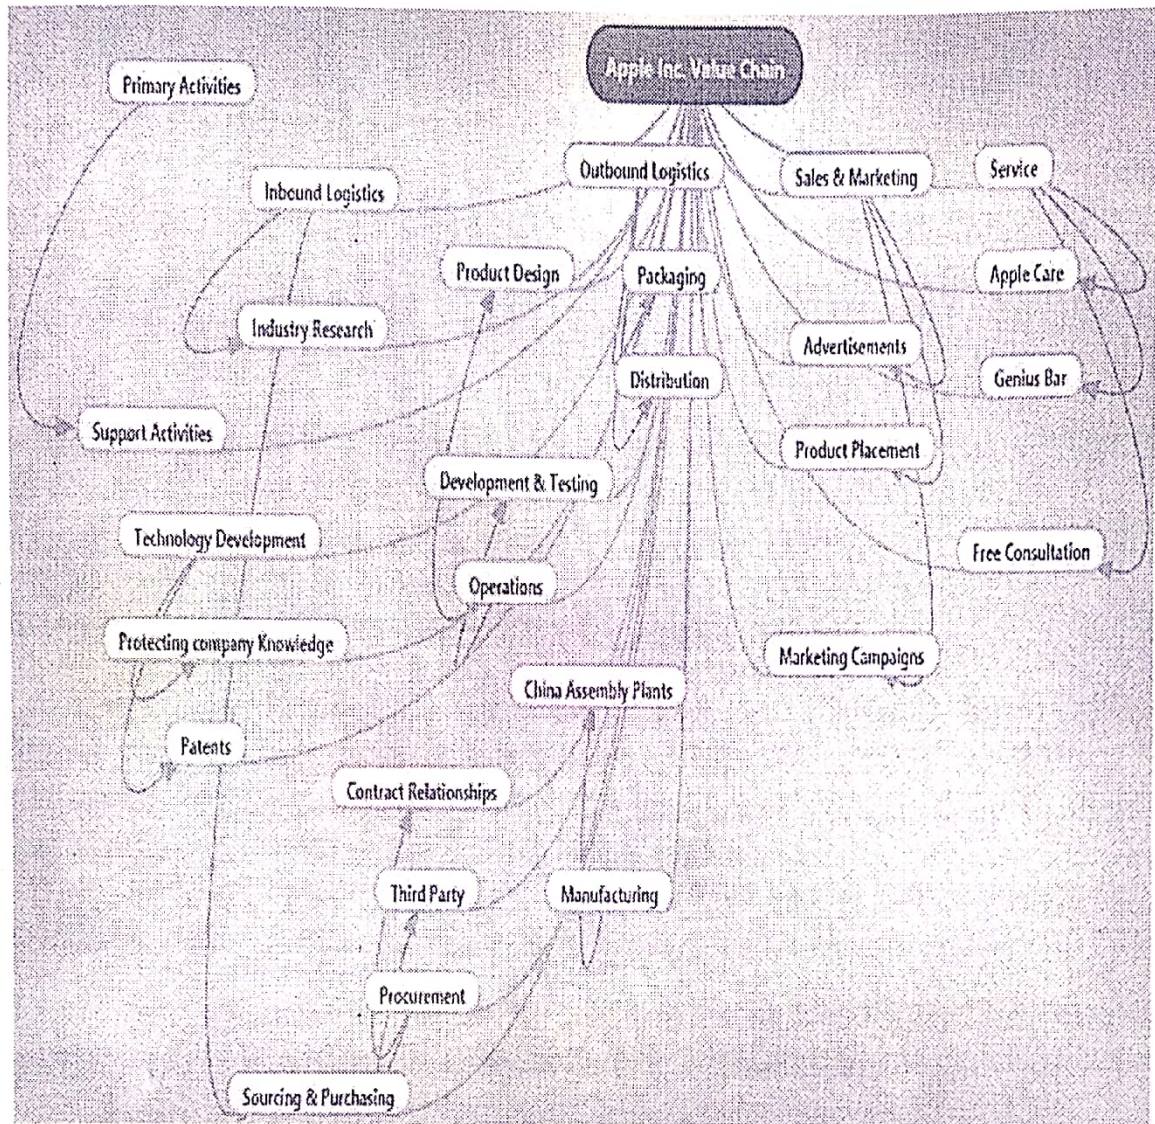 Apple Inc. Value Chain
Primary Activities
Outbound Logistics
Sales & Marketing
Service
Inbound Logistics
Product Design
Packaging
Apple Care
Industry Research
Advertisements
Distribution
Genius Bar
Support Activities
Product Placement
Development & Testing
Technology Development
Free Consultation
Operations
Protecting company Knowledge
Marketing Campaigns
China Assembly Plants
Patents
Contract Relationships
Third Party
Manufacturing
Procurement
Sourcing & Purchasing